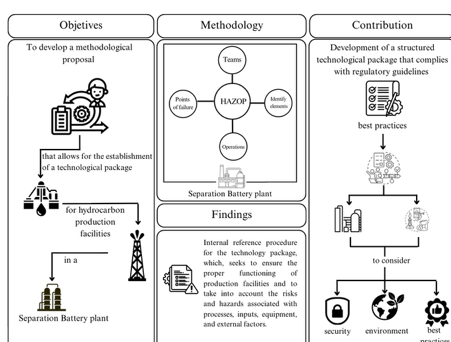 Objetives
To develop a methodological
proposal
that allows for the establishment
of a technological package
for hydrocarbon
production
facilities
in a
Separation Battery plant
Methodology
Teams
Points
of failure
HAZOP
Identify
elements
Operations
Separation Battery plant
Findings
Internal reference procedure
for the technology package,
which, seeks to ensure the
proper functioning of
production facilities and to
take into account the risks
and hazards associated with
processes, inputs, equipment,
and external factors.
Contribution
Development of a structured
technological package that complies
with regulatory guidelines
best practices
to consider
security
environment
best
practices